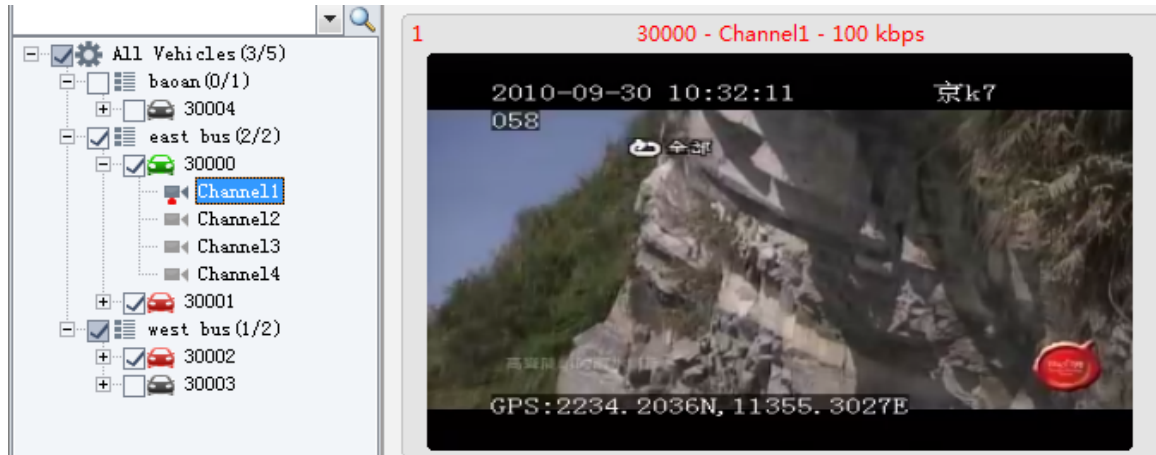 All Vehicles(3/5)
baoan(0/1)
30004
east bus(2/2)
30000
Channel1
Channel2
Channel3
Channel4
30001
west bus(1/2)
30002
30003
1
30000 - Channel1 - 100 kbps
2010-09-30 10:32:11
京k7
058
全部
GPS:2234.2036N,11355.3027E